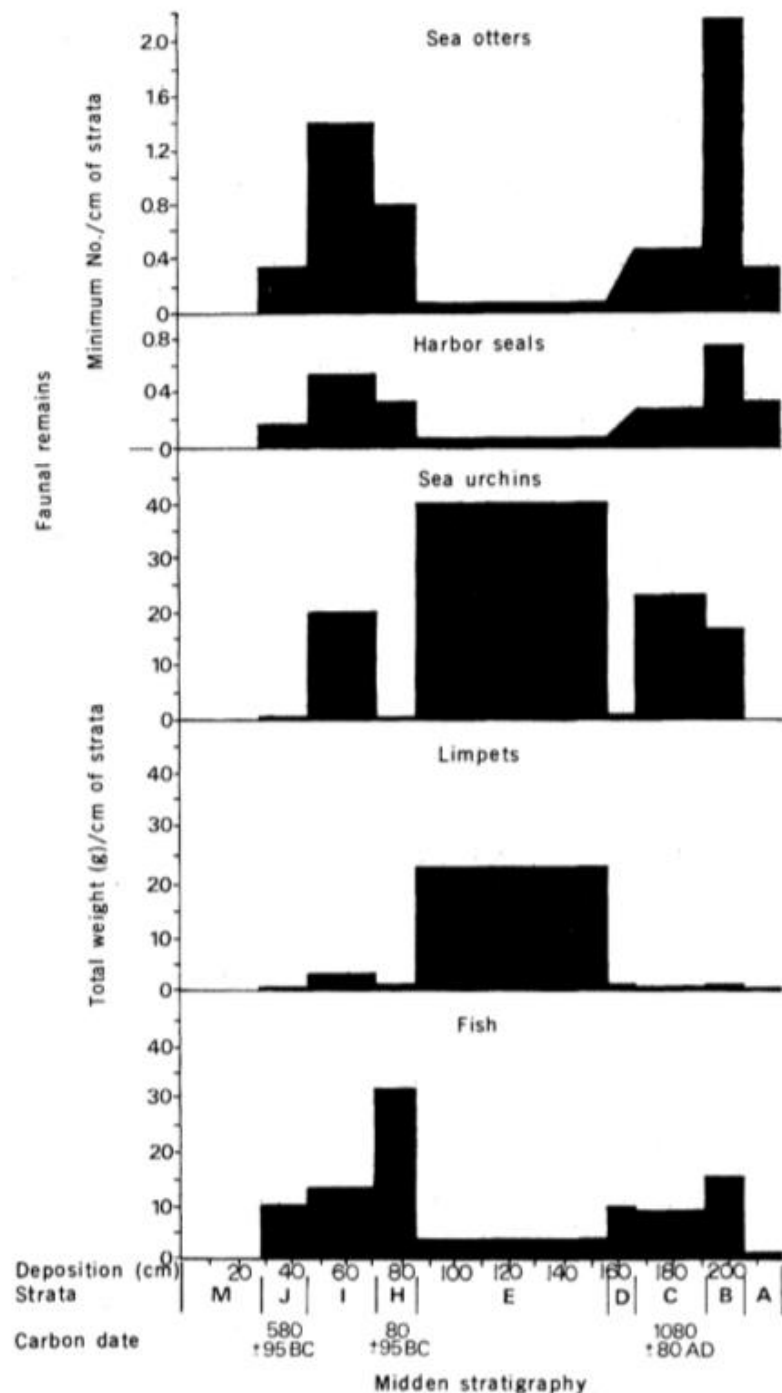 Sea otters
2.0
1.6
1.2
0.8
0.4
0
Minimum No./cm of strata
Harbor seals
0.8
0.4
0
Faunal remains
Sea urchins
40
30
20
10
0
Limpets
40
30
20
10
0
Total weight (g)/cm of strata
Fish
40
30
20
10
0
Deposition (cm) 20 40 60 80 100 120 140 160 180 200
Strata M J I H E D C B A
Carbon date 580 ±95 BC 80 ±95 BC 1080 ±80 AD
Midden stratigraphy